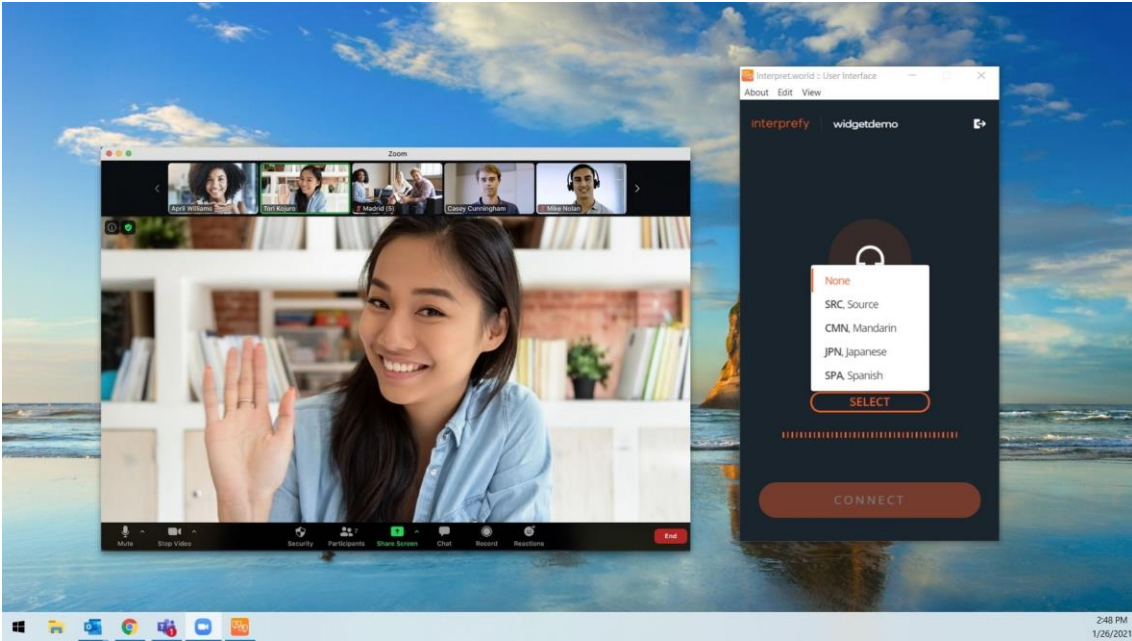 Zoom
April Williams
Tori Kojuro
Madrid (5)
Casey Cunningham
Mike Nolan
Mute
Stop Video
Security
7
Participants
Share Screen
Chat
Record
Reactions
End
Interpret.world :: User Interface
About Edit View
interprefy widgetdemo
None
SRC, Source
CMN, Mandarin
JPN, Japanese
SPA, Spanish
SELECT
CONNECT
2:48 PM
1/26/2021